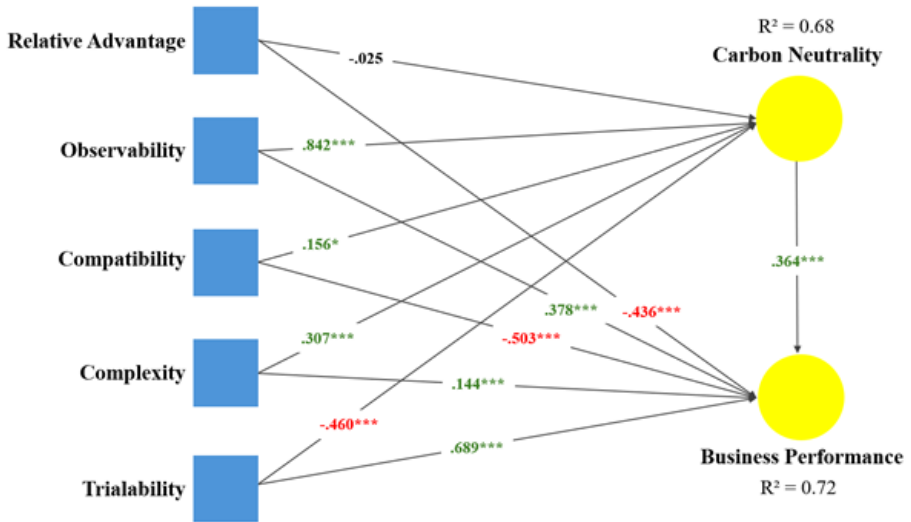 R² = 0.68
Relative Advantage
Carbon Neutrality
-.025
Observability
.842***
.156*
Compatibility
.364***
.378***
-.436***
.307***
-.503***
Complexity
.144***
-.460***
.689***
Business Performance
Trialability
R² = 0.72